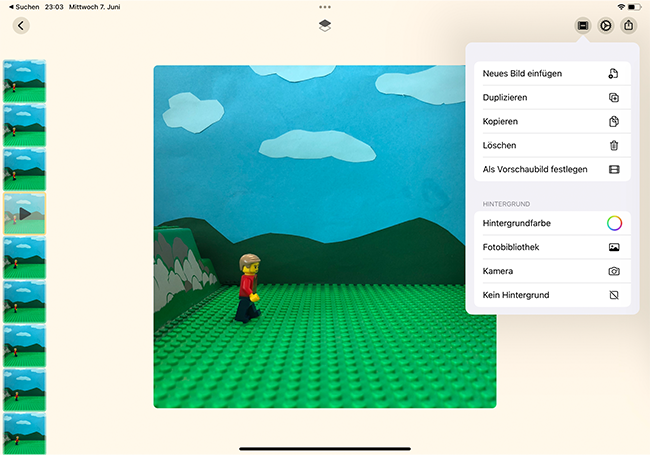 ◀ Suchen 23:03 Mittwoch 7. Juni
Neues Bild einfügen
Duplizieren
Kopieren
Löschen
Als Vorschaubild festlegen
HINTERGRUND
Hintergrundfarbe
Fotobibliothek
Kamera
Kein Hintergrund